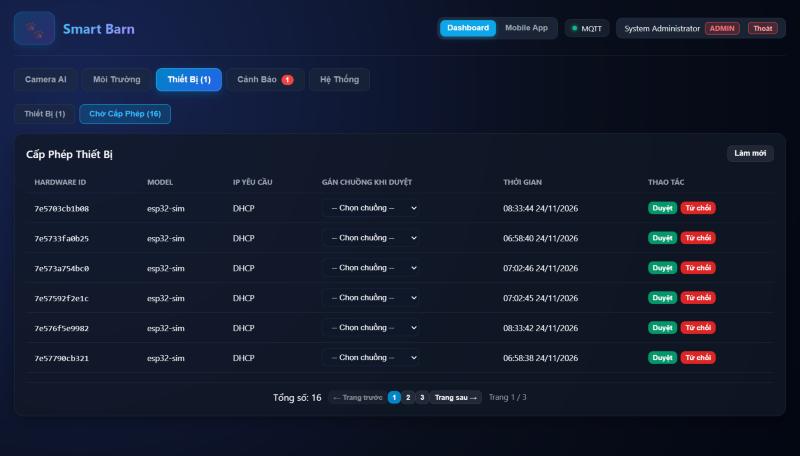 Smart Barn
Dashboard Mobile App MQTT System Administrator ADMIN Thoát
Camera AI Môi Trường Thiết Bị (1) Cảnh Báo 1 Hệ Thống
Thiết Bị (1) Chờ Cấp Phép (16)
Cấp Phép Thiết Bị Làm mới
HARDWARE ID MODEL IP YÊU CẦU GÁN CHUỒNG KHI DUYỆT THỜI GIAN THAO TÁC
7e5703cb1b08 esp32-sim DHCP -- Chọn chuồng -- 08:33:44 24/11/2026 Duyệt Từ chối
7e5733fa0b25 esp32-sim DHCP -- Chọn chuồng -- 06:58:40 24/11/2026 Duyệt Từ chối
7e573a754bc0 esp32-sim DHCP -- Chọn chuồng -- 07:02:46 24/11/2026 Duyệt Từ chối
7e57592f2e1c esp32-sim DHCP -- Chọn chuồng -- 07:02:45 24/11/2026 Duyệt Từ chối
7e576f5e9982 esp32-sim DHCP -- Chọn chuồng -- 08:33:42 24/11/2026 Duyệt Từ chối
7e57790cb321 esp32-sim DHCP -- Chọn chuồng -- 06:58:38 24/11/2026 Duyệt Từ chối
Tổng số: 16 ← Trang trước 1 2 3 Trang sau → Trang 1 / 3